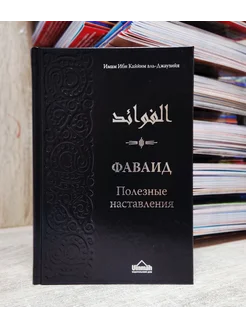 Имам Ибн Каййим аль-Джаузийя
الفوائد
ФАВАИД
Полезные
наставления
Ummah